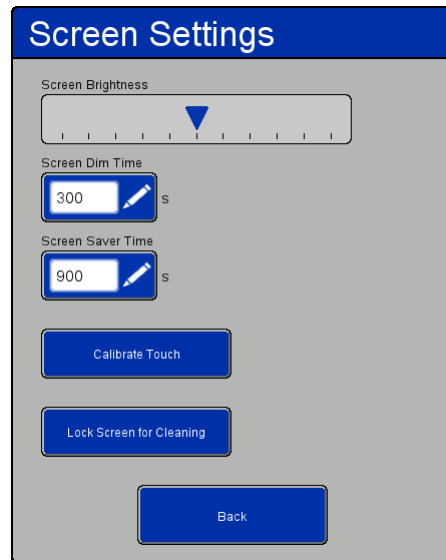 Screen Settings
Screen Brightness
Screen Dim Time
300 s
Screen Saver Time
900 s
Calibrate Touch
Lock Screen for Cleaning
Back